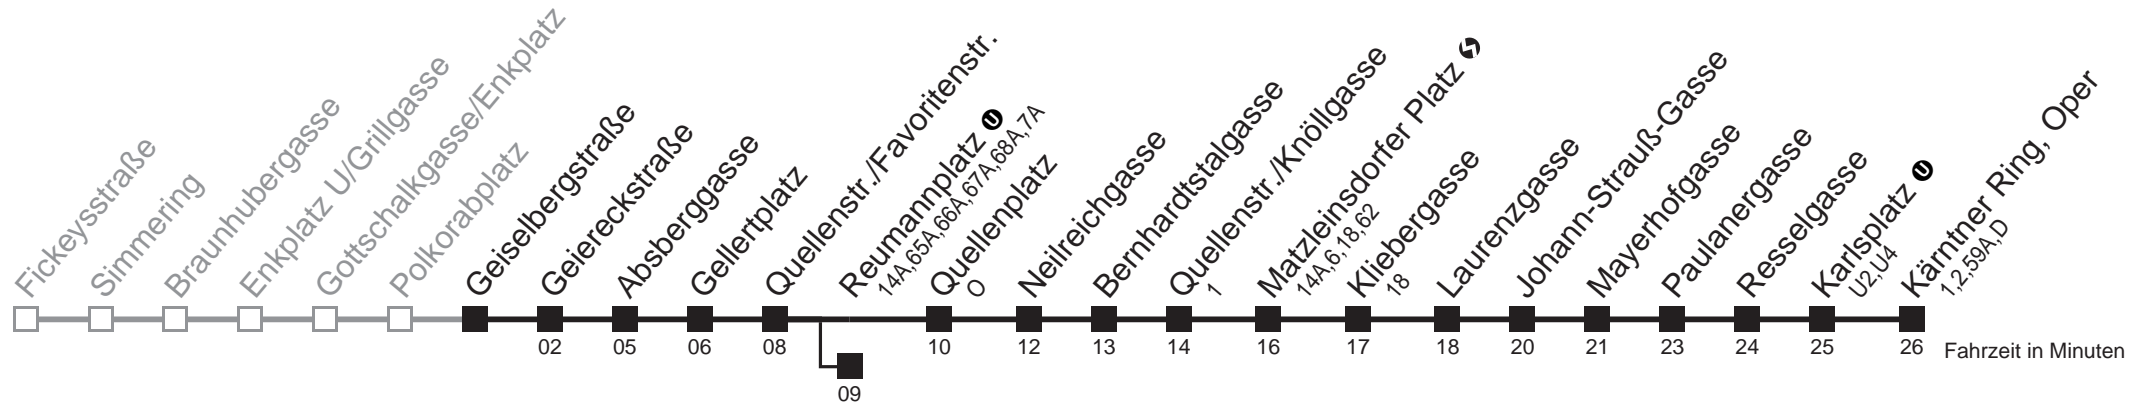 Fickeysstraße
Simmering
Braunhubergasse
Enkplatz U/Grillgasse
Gottschalkgasse/Enkplatz
Polkorabplatz
Geiselbergstraße
Geiereckstraße
Absberggasse
Gellertplatz
Quellenstr./Favoritenstr.
Reumannplatz U
14A,65A,66A,67A,68A,7A
Quellenplatz
O
Neilreichgasse
Bernhardtstalgasse
Quellenstr./Knöllgasse
1
Matzleinsdorfer Platz
14A,6,18,62
Kliebergasse
18
Laurenzgasse
Johann-Strauß-Gasse
Mayerhofgasse
Paulanergasse
Resselgasse
Karlsplatz U
U2,U4
Kärntner Ring, Oper
1,2,59A,D
02 05 06 08 10 12 13 14 16 17 18 20 21 23 24 25 26 Fahrzeit in Minuten
09